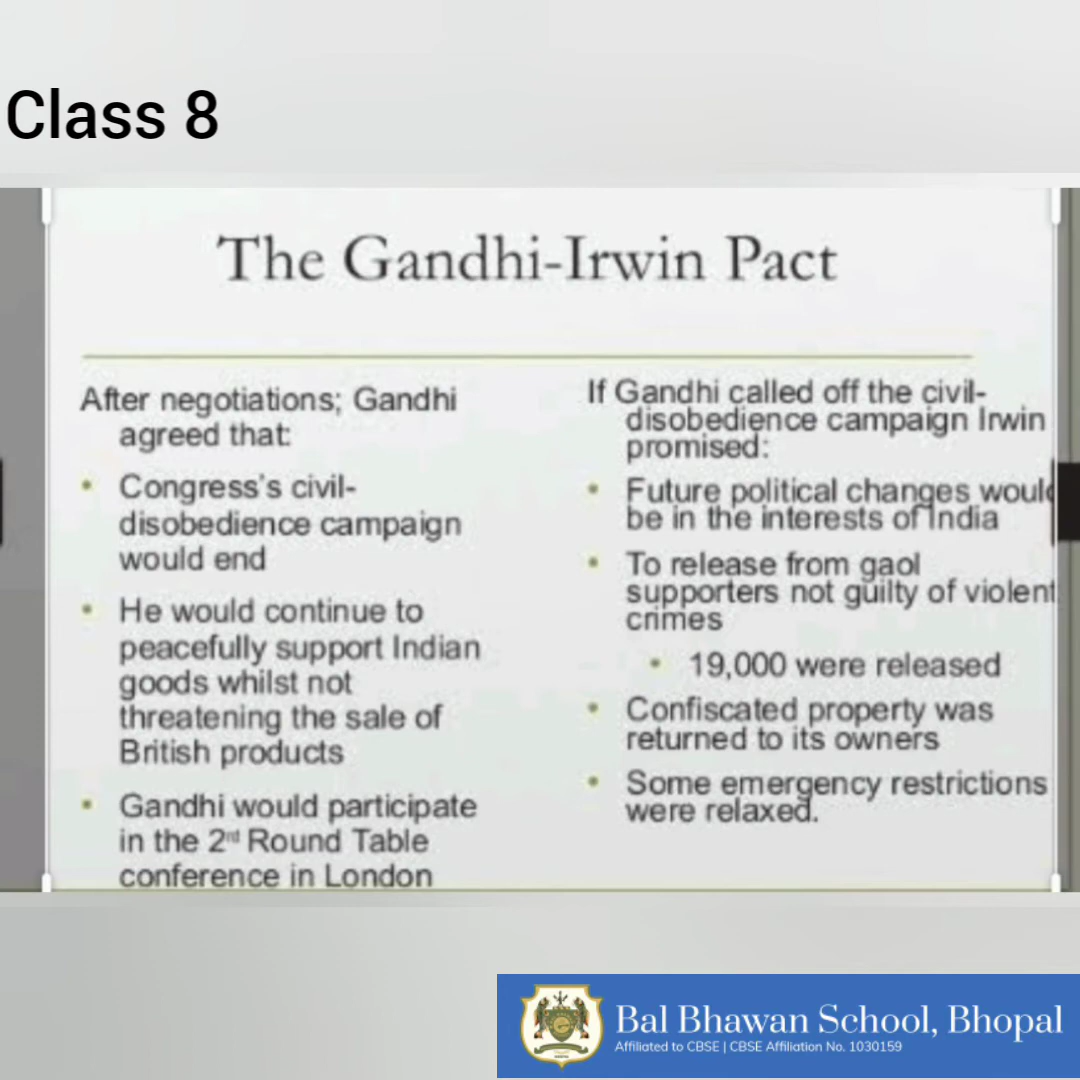 Class 8
The Gandhi-Irwin Pact
After negotiations; Gandhi
agreed that:
• Congress's civil-
disobedience campaign
would end
• He would continue to
peacefully support Indian
goods whilst not
threatening the sale of
British products
• Gandhi would participate
in the 2rd Round Table
conference in London
If Gandhi called off the civil-
disobedience campaign Irwin
promised:
• Future political changes would
be in the interests of India
• To release from gaol
supporters not guilty of violent
crimes
• 19,000 were released
• Confiscated property was
returned to its owners
• Some emergency restrictions
were relaxed.
Bal Bhawan School, Bhopal
Affiliated to CBSE | CBSE Affiliation No. 1030159